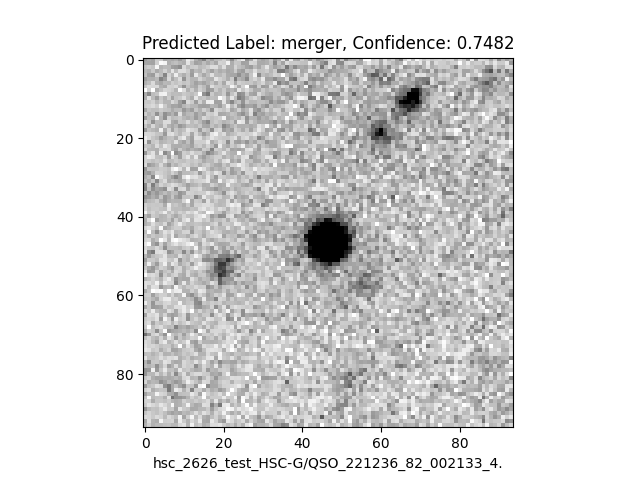 Predicted Label: merger, Confidence: 0.7482
0
20
40
60
80
0 20 40 60 80
hsc_2626_test_HSC-G/QSO_221236_82_002133_4.